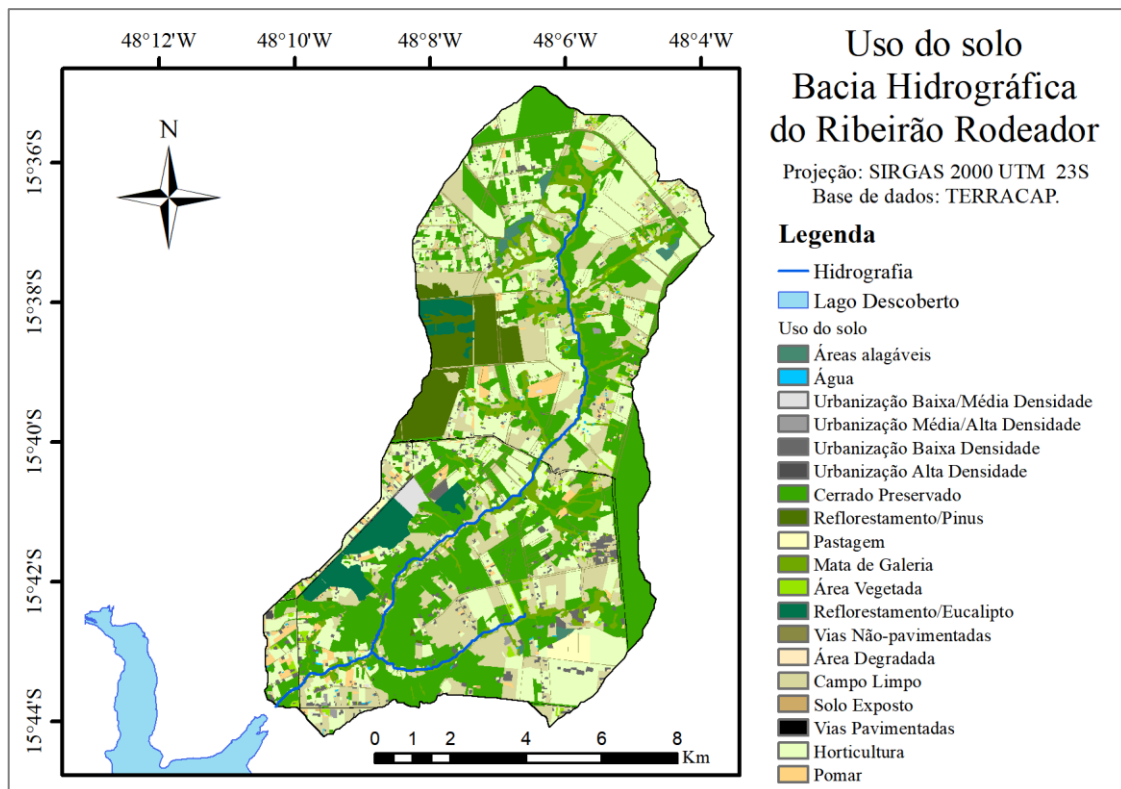 48°12'W 48°10'W 48°8'W 48°6'W 48°4'W
15°36'S
15°38'S
15°40'S
15°42'S
15°44'S
N
0 2 4 6 8
Km
Uso do solo
Bacia Hidrográfica
do Ribeirão Rodeador
Projeção: SIRGAS 2000 UTM 23S
Base de dados: TERRACAP.
Legenda
Hidrografia
Lago Descoberto
Uso do solo
Áreas alagáveis
Água
Urbanização Baixa/Média Densidade
Urbanização Média/Alta Densidade
Urbanização Baixa Densidade
Urbanização Alta Densidade
Cerrado Preservado
Reflorestamento/Pinus
Pastagem
Mata de Galeria
Área Vegetada
Reflorestamento/Eucalipto
Vias Não-pavimentadas
Área Degradada
Campo Limpo
Solo Exposto
Vias Pavimentadas
Horticultura
Pomar